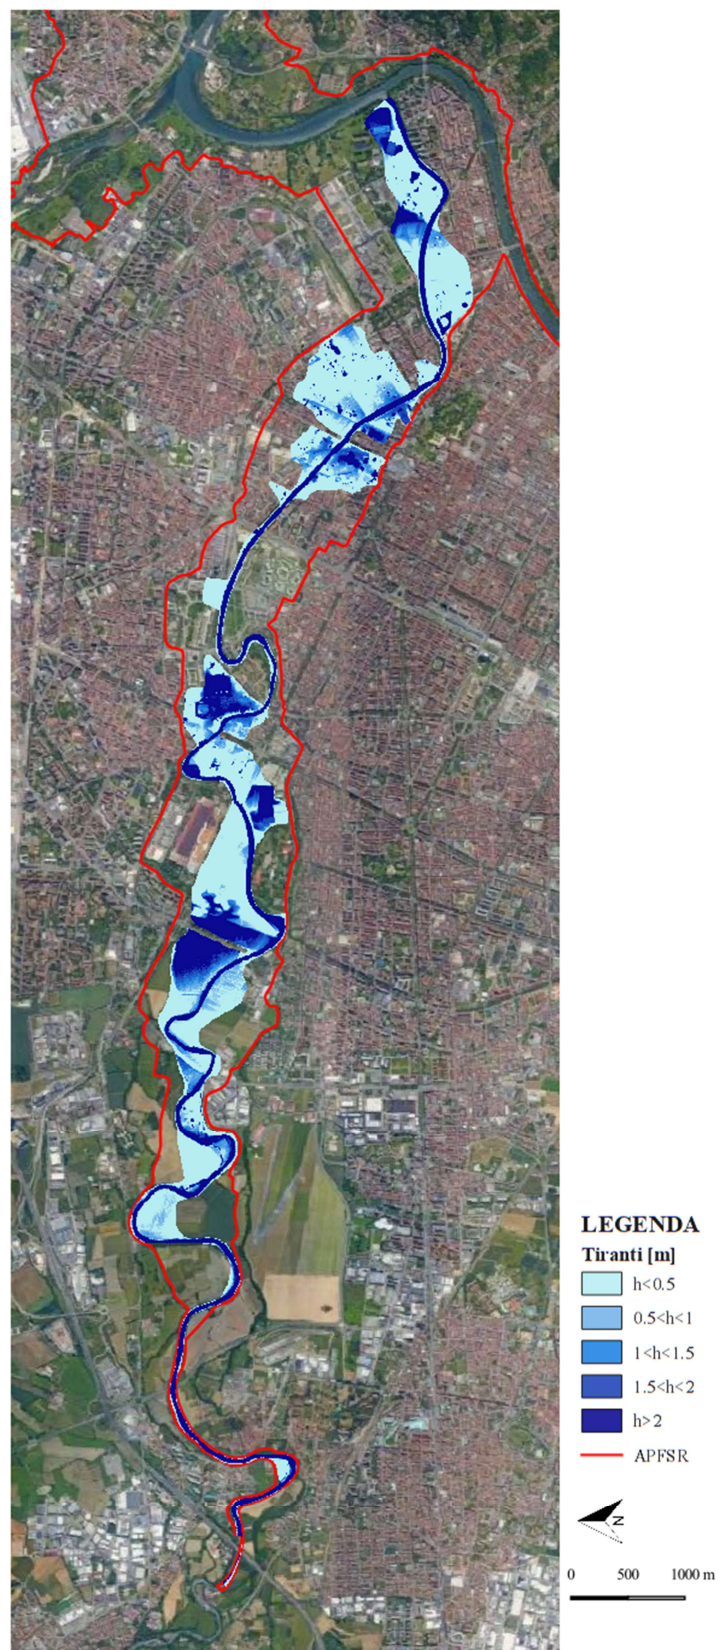 LEGENDA
Tiranti [m]
h<0.5
0.5<h<1
1<h<1.5
1.5<h<2
h>2
APFSR
N
0 500 1000 m